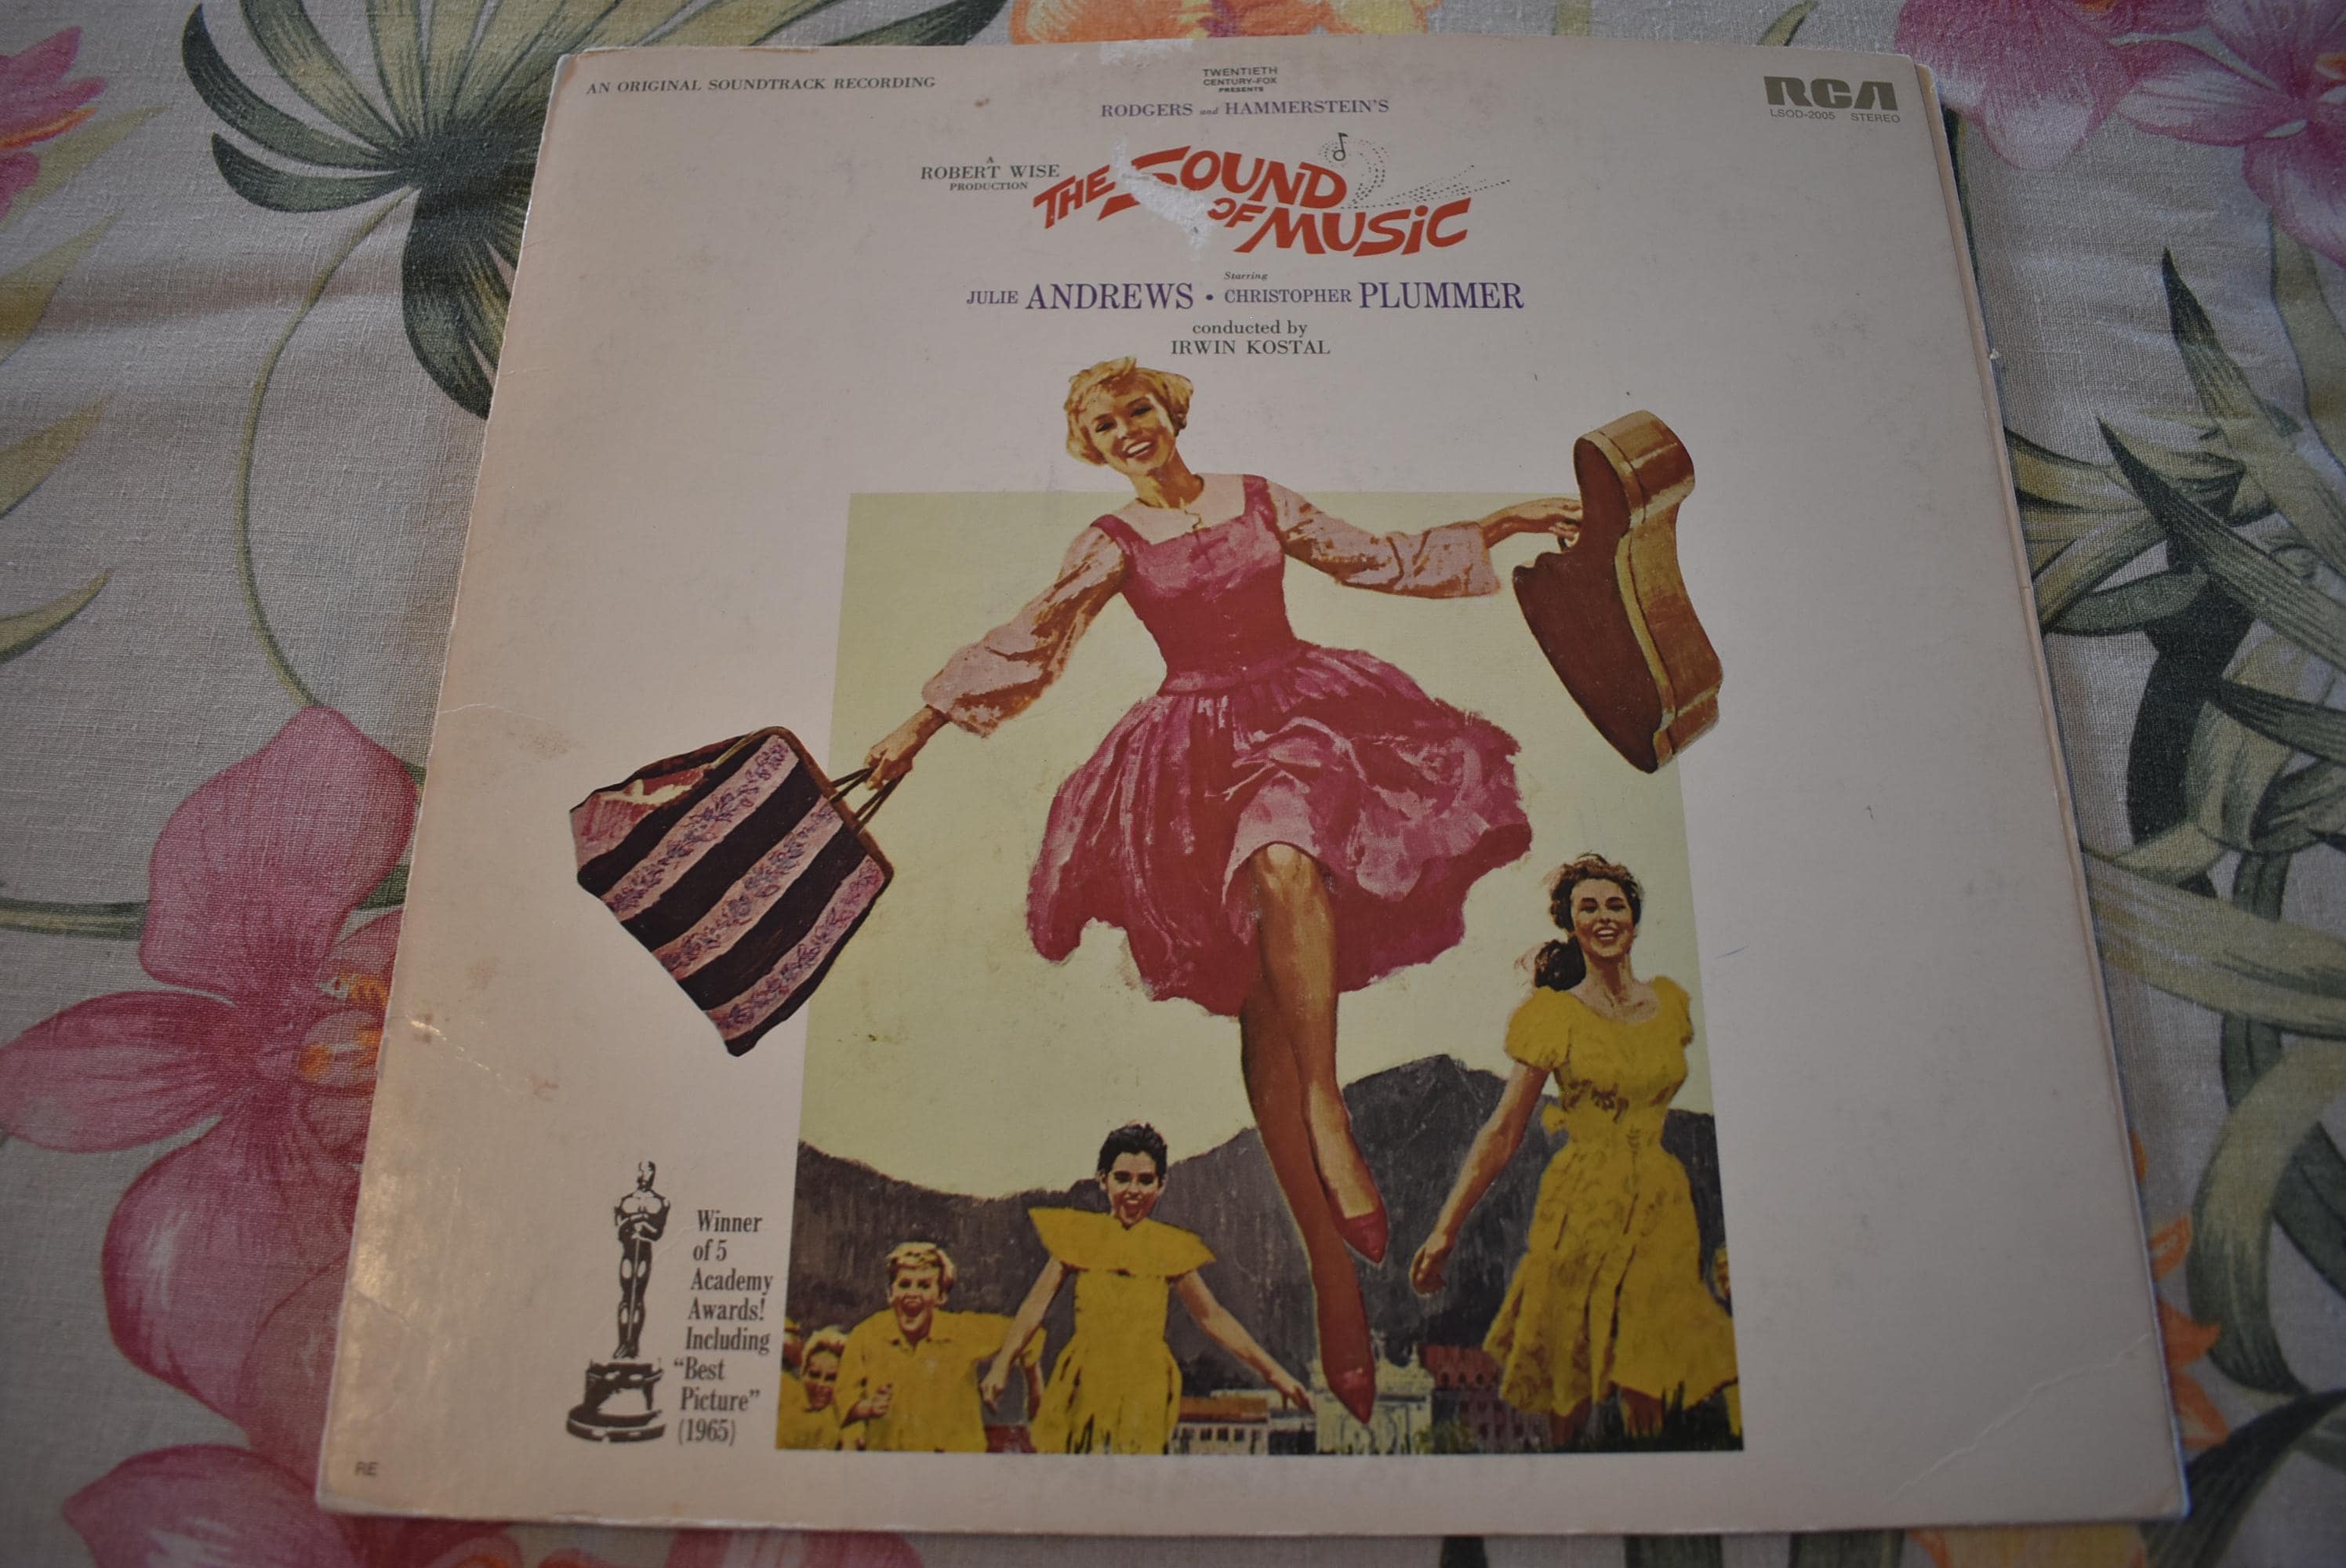 AN ORIGINAL SOUNDTRACK RECORDING
TWENTIETH
CENTURY-FOX
PRESENTS
RODGERS and HAMMERSTEIN'S
RCA
LSOD-2005 STEREO
A
ROBERT WISE
PRODUCTION
THE SOUND
OF MUSIC
Starring
JULIE ANDREWS • CHRISTOPHER PLUMMER
conducted by
IRWIN KOSTAL
Winner
of 5
Academy
Awards!
Including
"Best
Picture"
(1965)
RE